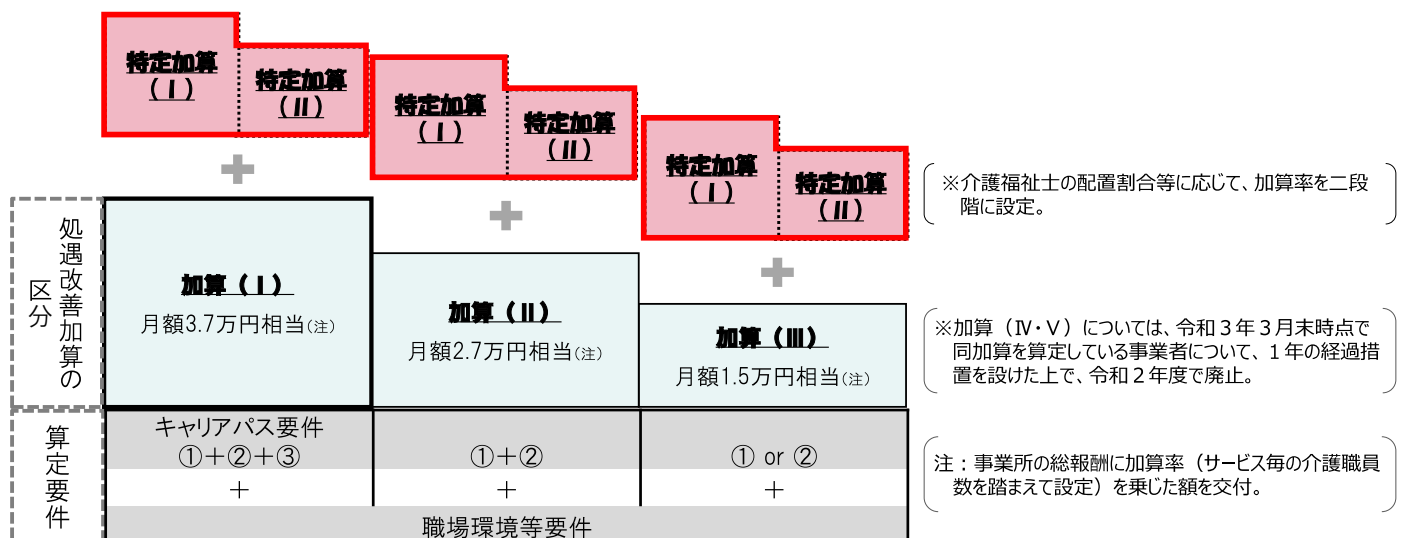 特定加算
（Ⅰ）
特定加算
（Ⅱ）
特定加算
（Ⅰ）
特定加算
（Ⅱ）
特定加算
（Ⅰ）
特定加算
（Ⅱ）
※介護福祉士の配置割合等に応じて、加算率を二段
階に設定。
処遇改善加算の
区分
加算（Ⅰ）
月額3.7万円相当(注)
加算（Ⅱ）
月額2.7万円相当(注)
加算（Ⅲ）
月額1.5万円相当(注)
※加算（Ⅳ・Ⅴ）については、令和３年３月末時点で
同加算を算定している事業者について、１年の経過措
置を設けた上で、令和２年度で廃止。
算定要件
キャリアパス要件
①＋②＋③
①＋②
① or ②
＋
＋
＋
職場環境等要件
注：事業所の総報酬に加算率（サービス毎の介護職員
数を踏まえて設定）を乗じた額を交付。